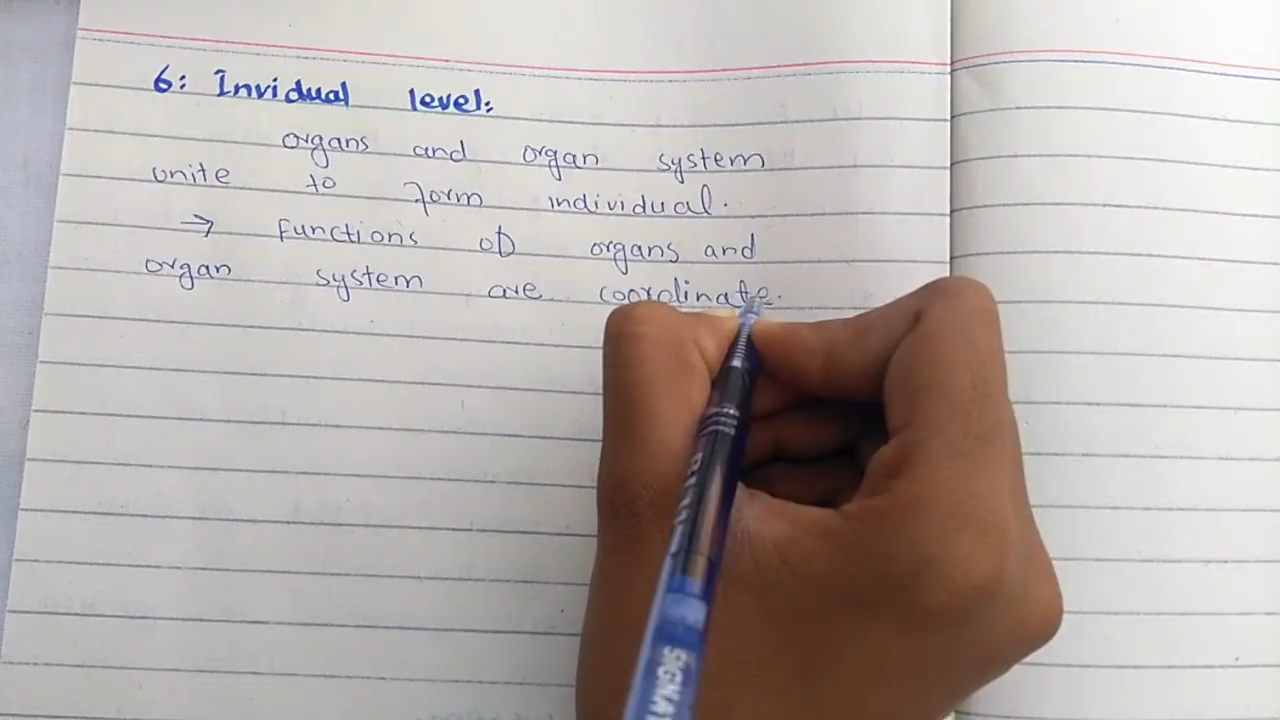 6: Invidual level:
organs and organ system
unite to form individual.
→ Functions of organs and
organ system are coordinate.
SIGNAT